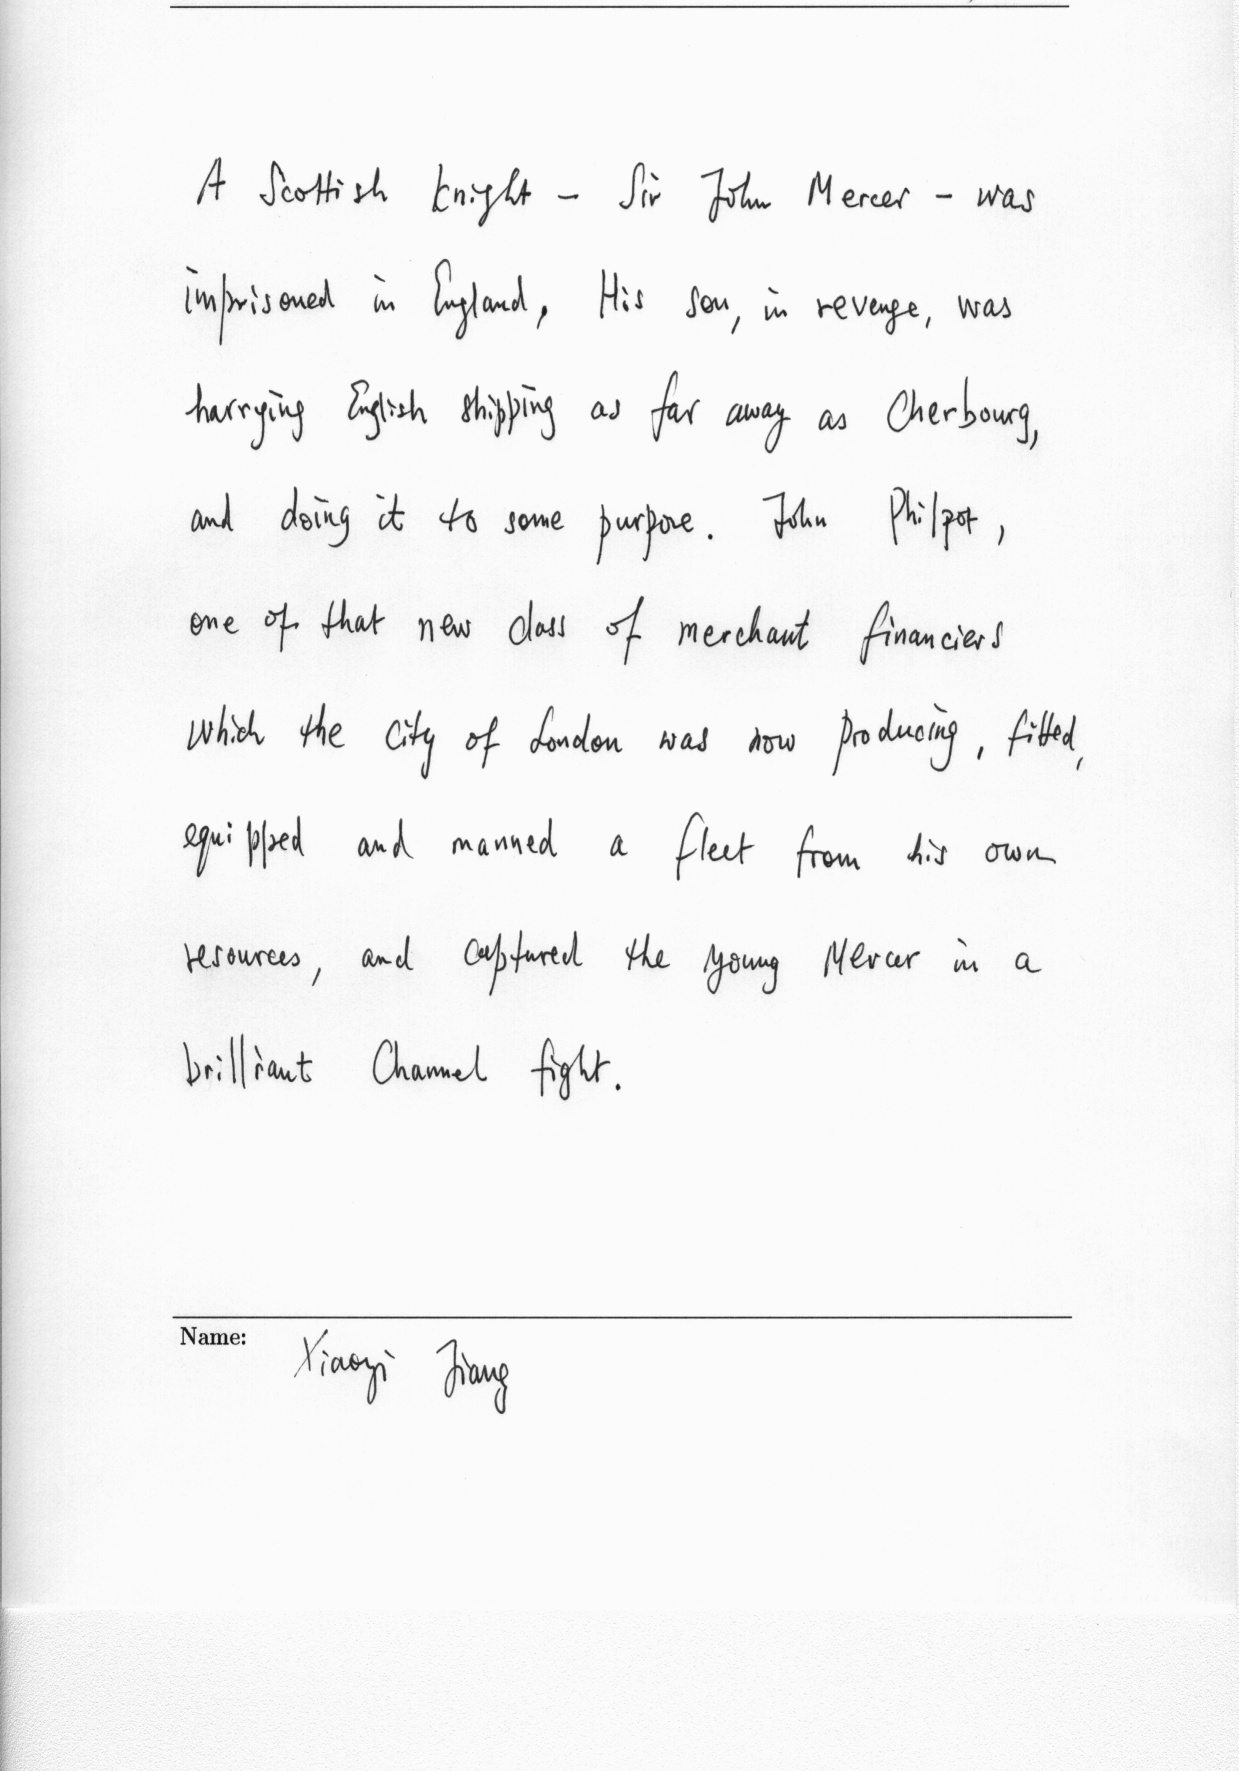 A Scottish knight - Sir John Mercer - was
imprisoned in England, His son, in revenge, was
harrying English shipping as far away as Cherbourg,
and doing it to some purpose. John Philpot,
one of that new class of merchant financiers
which the City of London was now producing, fitted,
equipped and manned a fleet from his own
resources, and captured the young Mercer in a
brilliant Channel fight.
Name: Xiaoyi Jiang